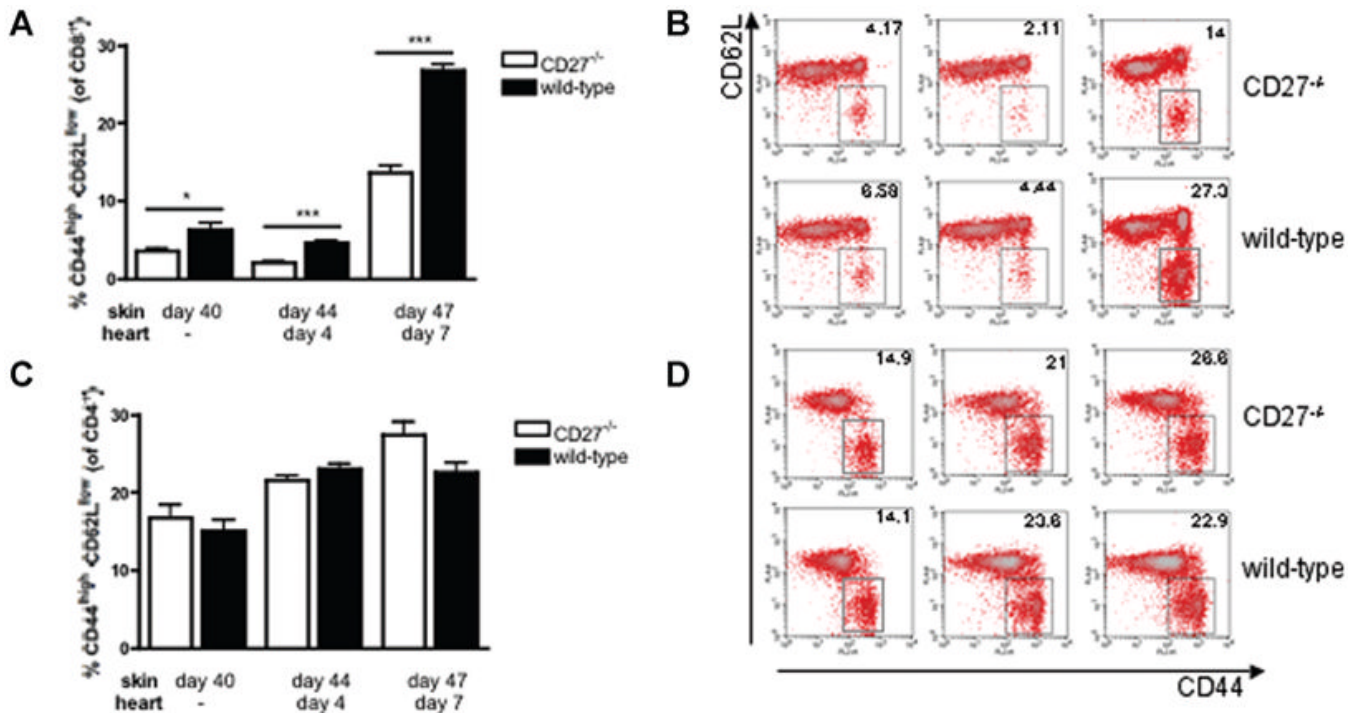 A
% CD44high CD62Llow (of CD8+)
30
20
10
0
***
***
*
CD27-/-
wild-type
skin day 40 day 44 day 47
heart - day 4 day 7
B
CD62L
4.17 2.11 14
CD27-/-
6.58 4.44 27.3
wild-type
C
% CD44high CD62Llow (of CD4+)
30
20
10
0
CD27-/-
wild-type
skin day 40 day 44 day 47
heart - day 4 day 7
D
14.9 21 26.6
CD27-/-
14.1 23.6 22.9
wild-type
CD44